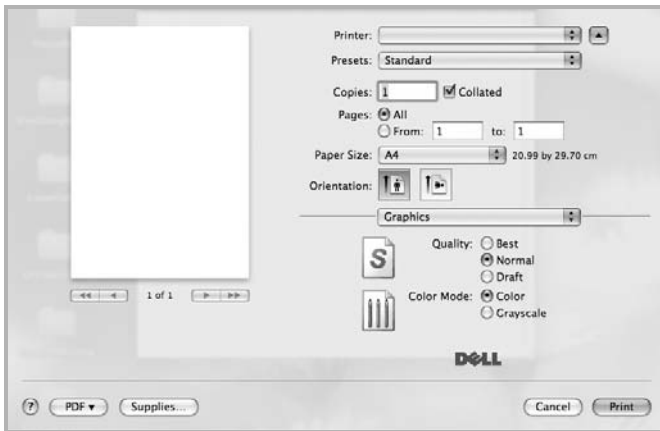 Printer:
Presets: Standard
Copies: 1 Collated
Pages: All
From: 1 to: 1
Paper Size: A4 20.99 by 29.70 cm
Orientation:
Graphics
S Quality: Best
Normal
Draft
1 of 1
Color Mode: Color
Grayscale
DELL
? PDF Supplies... Cancel Print